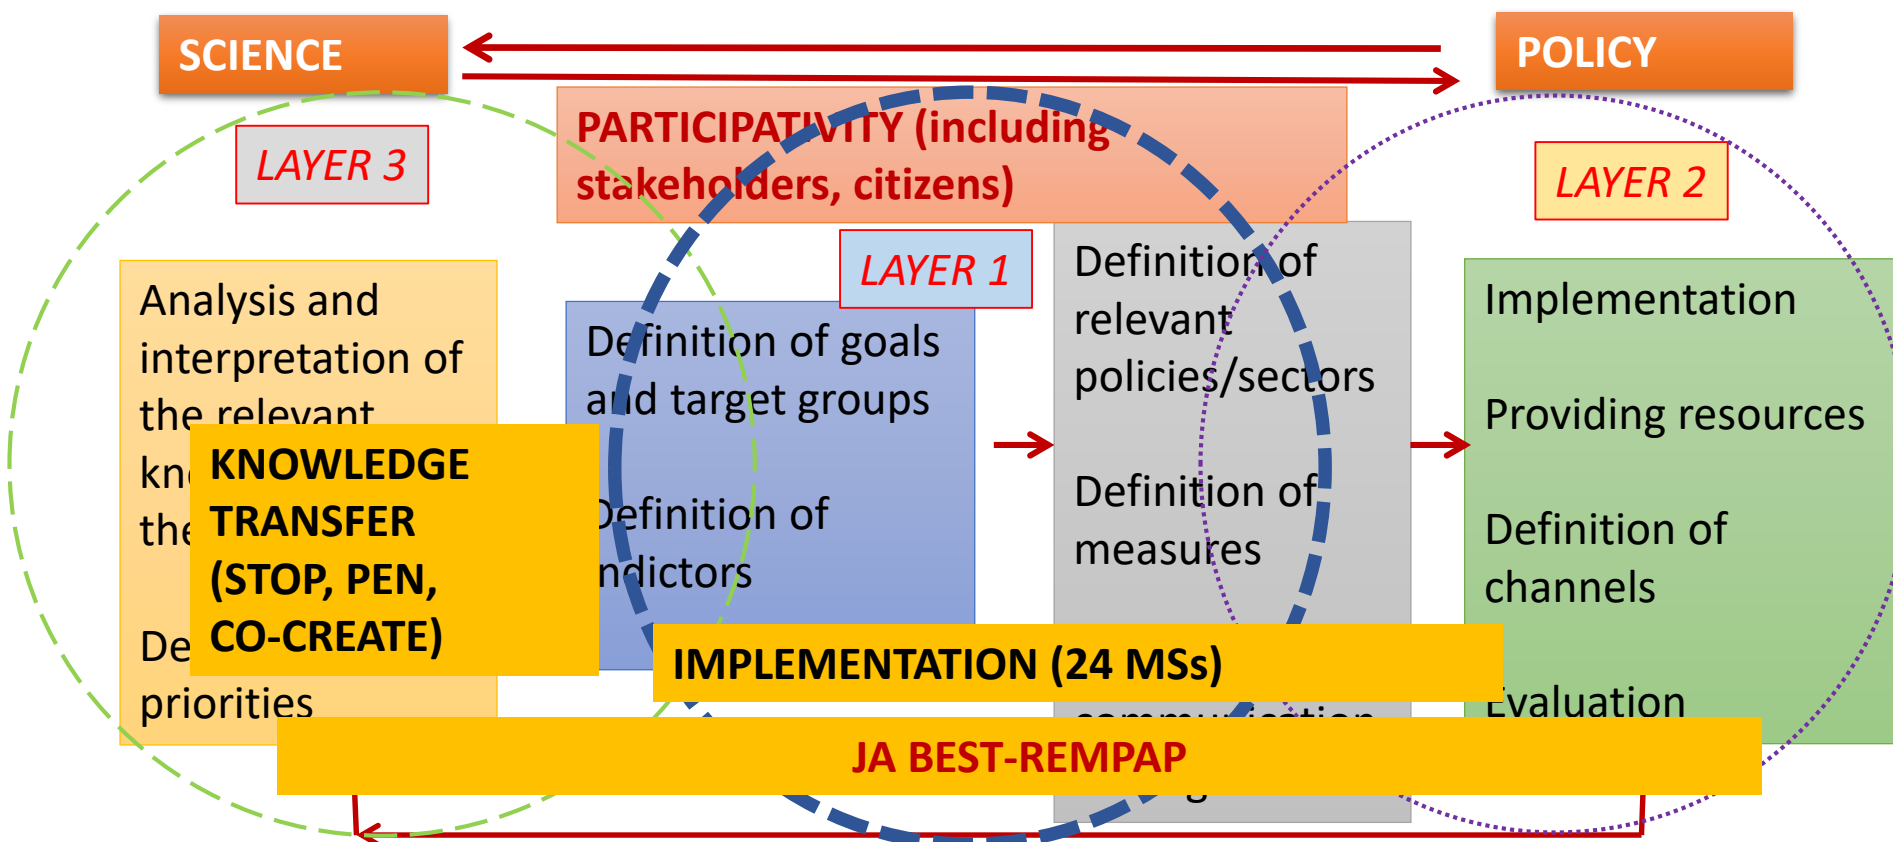 SCIENCE
POLICY
PARTICIPATIVITY (including
stakeholders, citizens)
LAYER 3
LAYER 2
LAYER 1
Analysis and
interpretation of
the relevant
priorities
KNOWLEDGE
TRANSFER
(STOP, PEN,
CO-CREATE)
Definition of goals
and target groups
Definition of
indictors
Definition of
relevant
policies/sectors
Definition of
measures
communication
Implementation
Providing resources
Definition of
channels
Evaluation
IMPLEMENTATION (24 MSs)
JA BEST-REMPAP